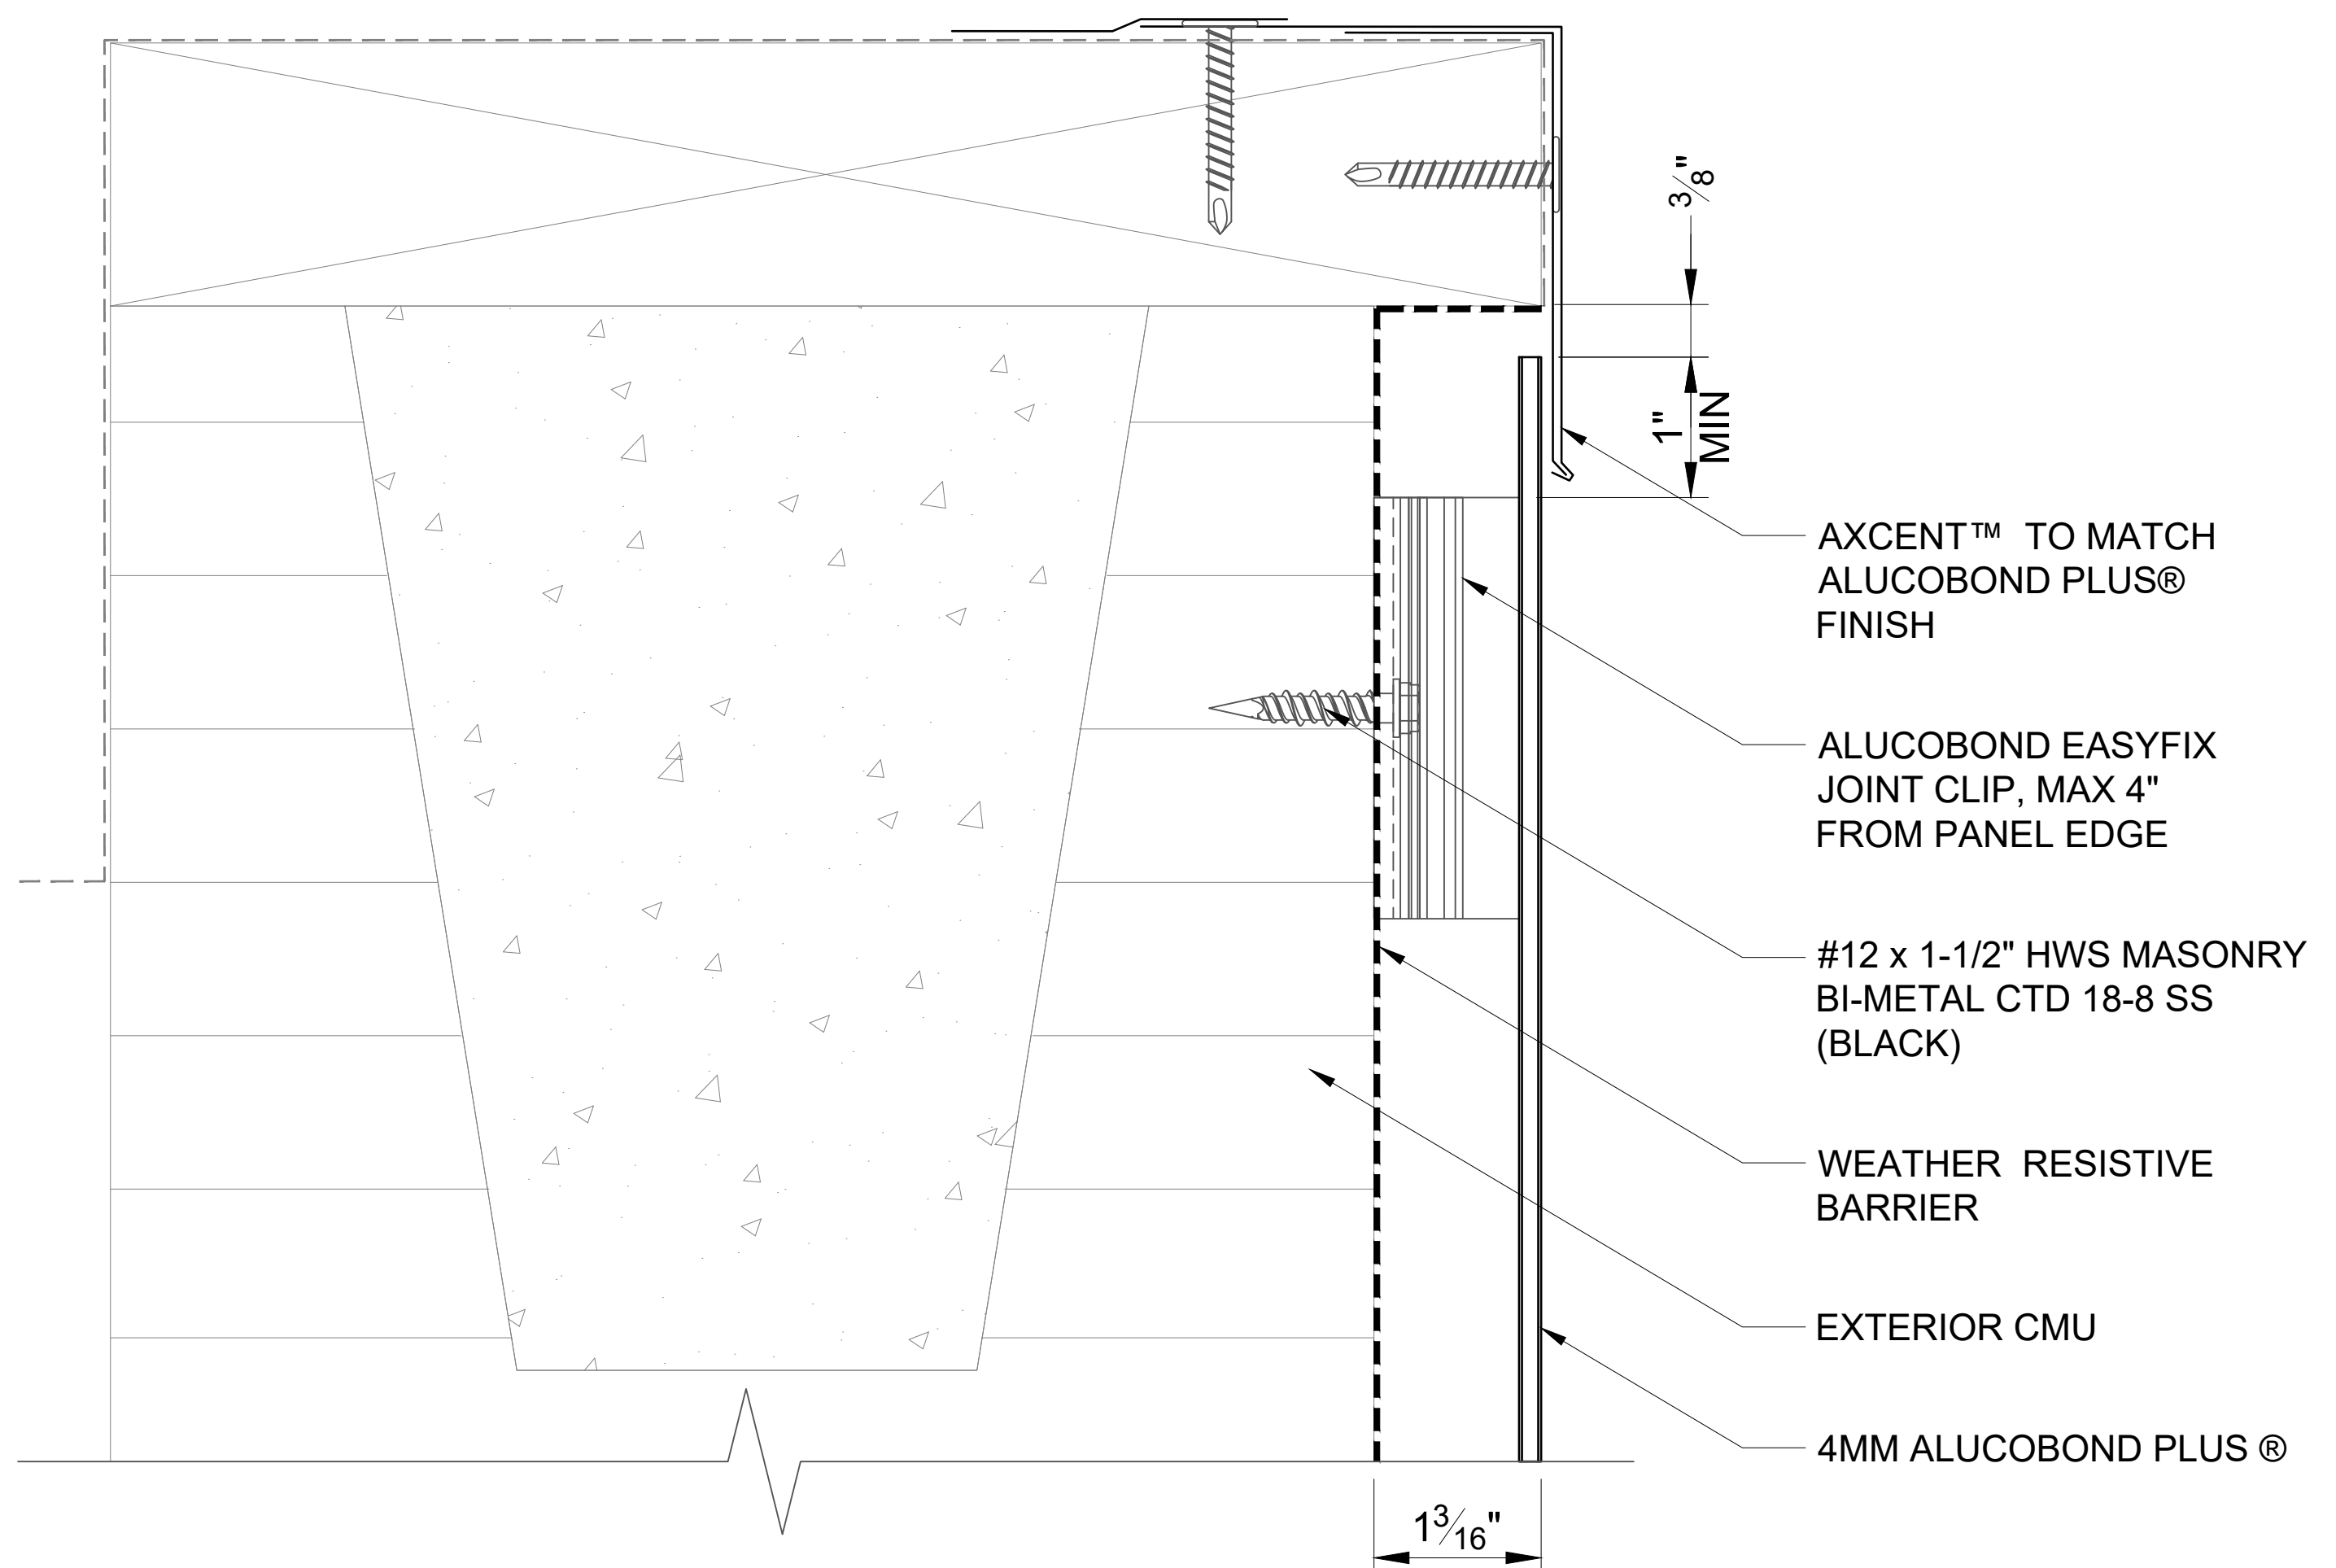 3/8"
1"
MIN
AXCENT™ TO MATCH
ALUCOBOND PLUS®
FINISH
ALUCOBOND EASYFIX
JOINT CLIP, MAX 4"
FROM PANEL EDGE
#12 x 1-1/2" HWS MASONRY
BI-METAL CTD 18-8 SS
(BLACK)
WEATHER RESISTIVE
BARRIER
EXTERIOR CMU
4MM ALUCOBOND PLUS ®
1 3/16"